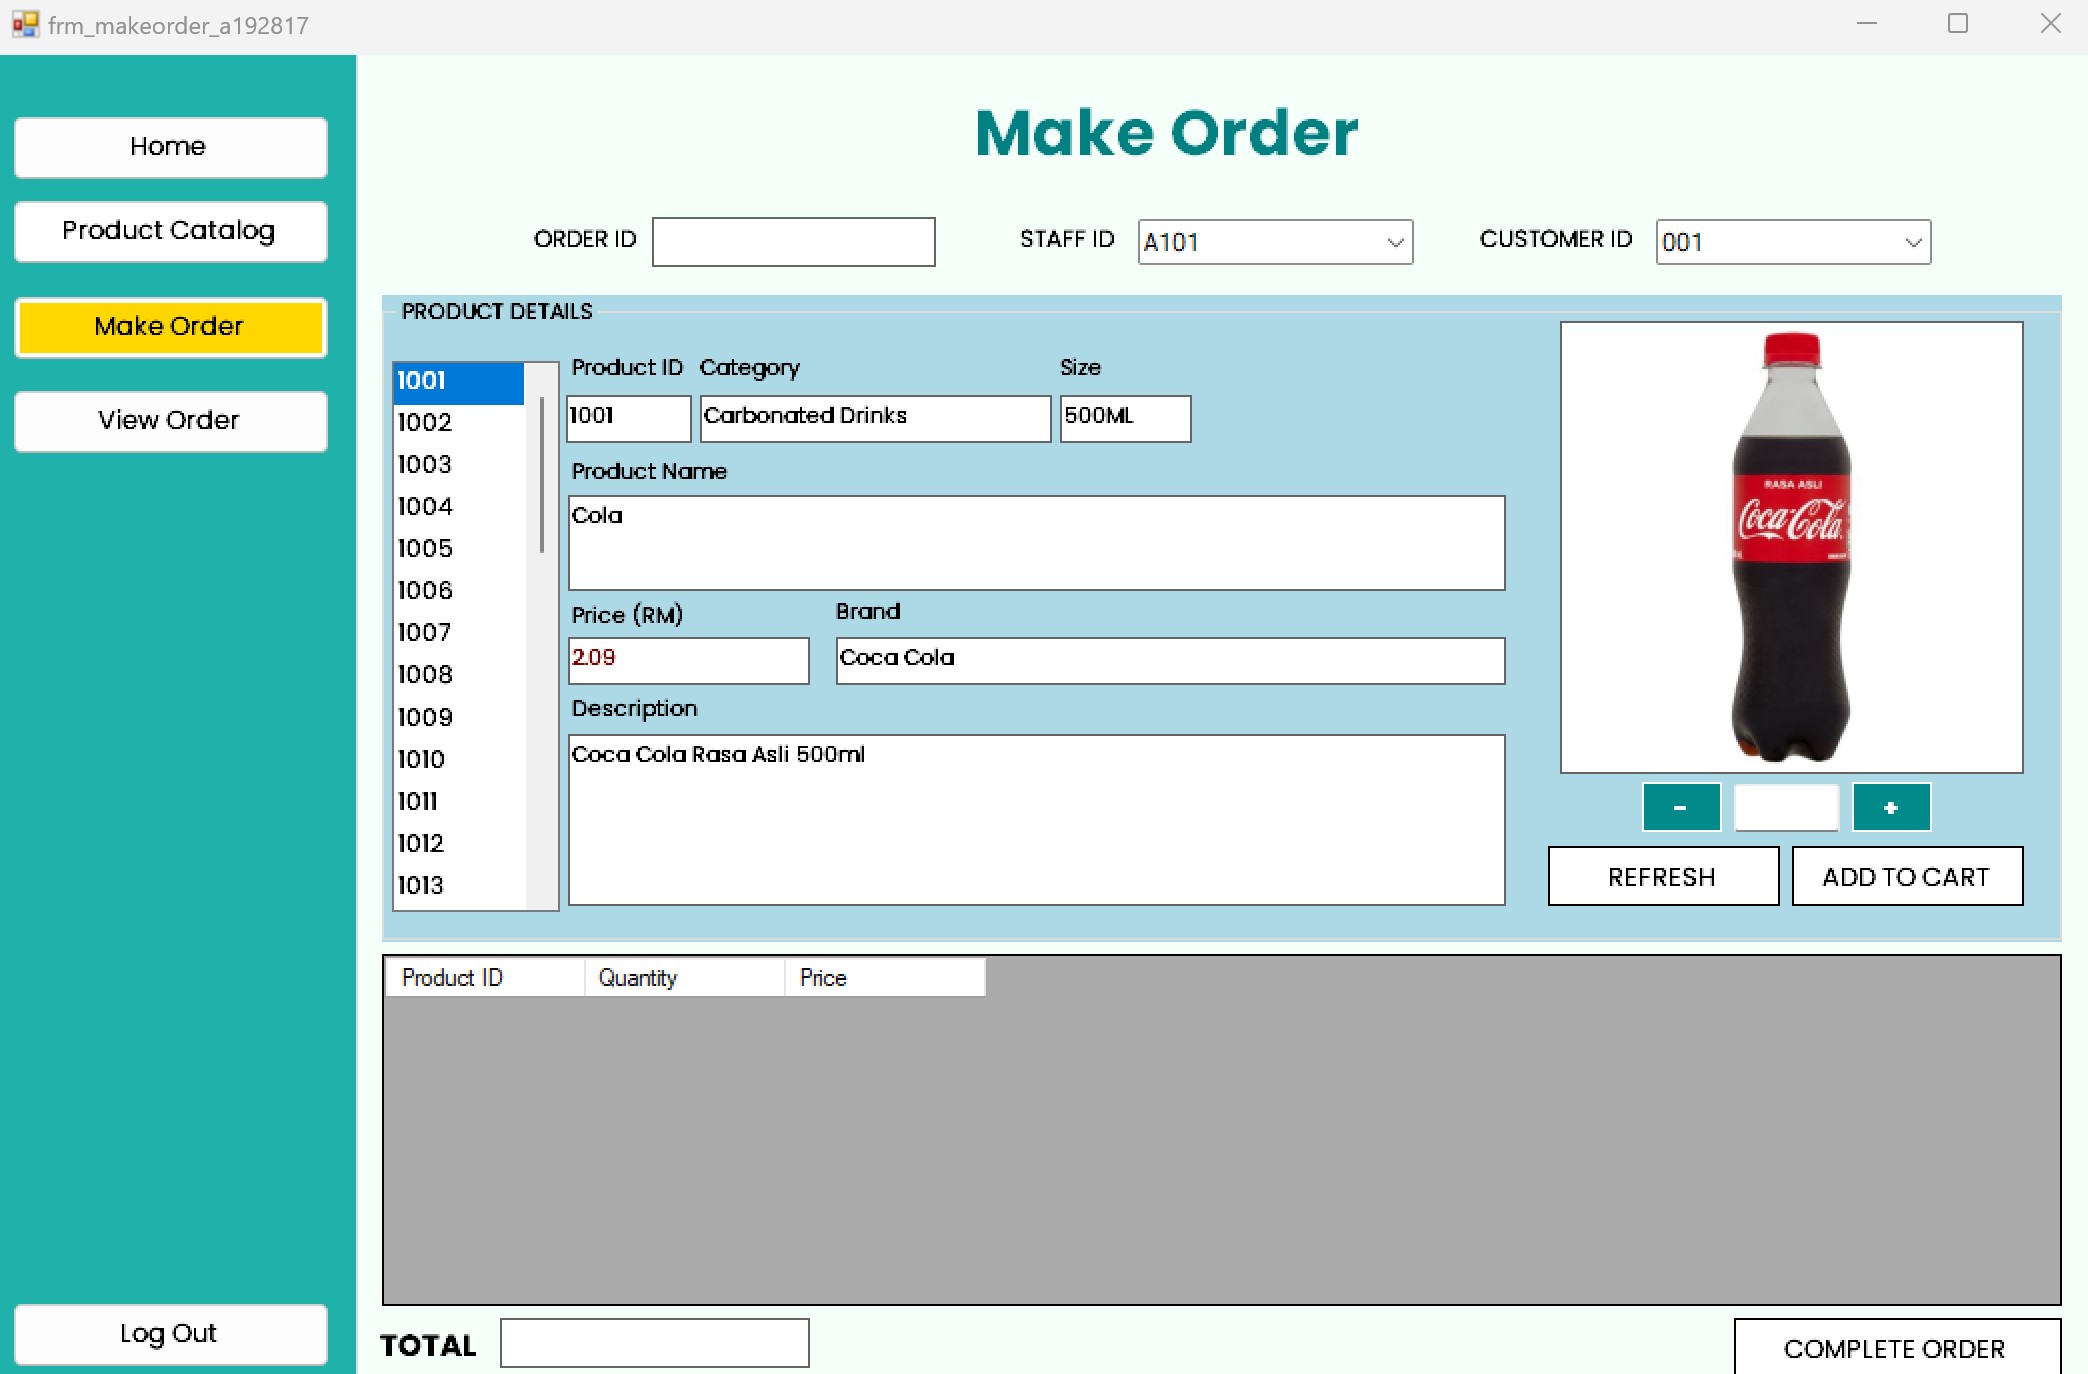 frm_makeorder_a192817
Home
Product Catalog
Make Order
View Order
Log Out
Make Order
ORDER ID
STAFF ID A101
CUSTOMER ID 001
PRODUCT DETAILS
1001
1002
1003
1004
1005
1006
1007
1008
1009
1010
1011
1012
1013
Product ID Category Size
1001 Carbonated Drinks 500ML
Product Name
Cola
Price (RM) Brand
2.09 Coca Cola
Description
Coca Cola Rasa Asli 500ml
RASA ASLI
Coca-Cola
- +
REFRESH ADD TO CART
Product ID Quantity Price
TOTAL
COMPLETE ORDER